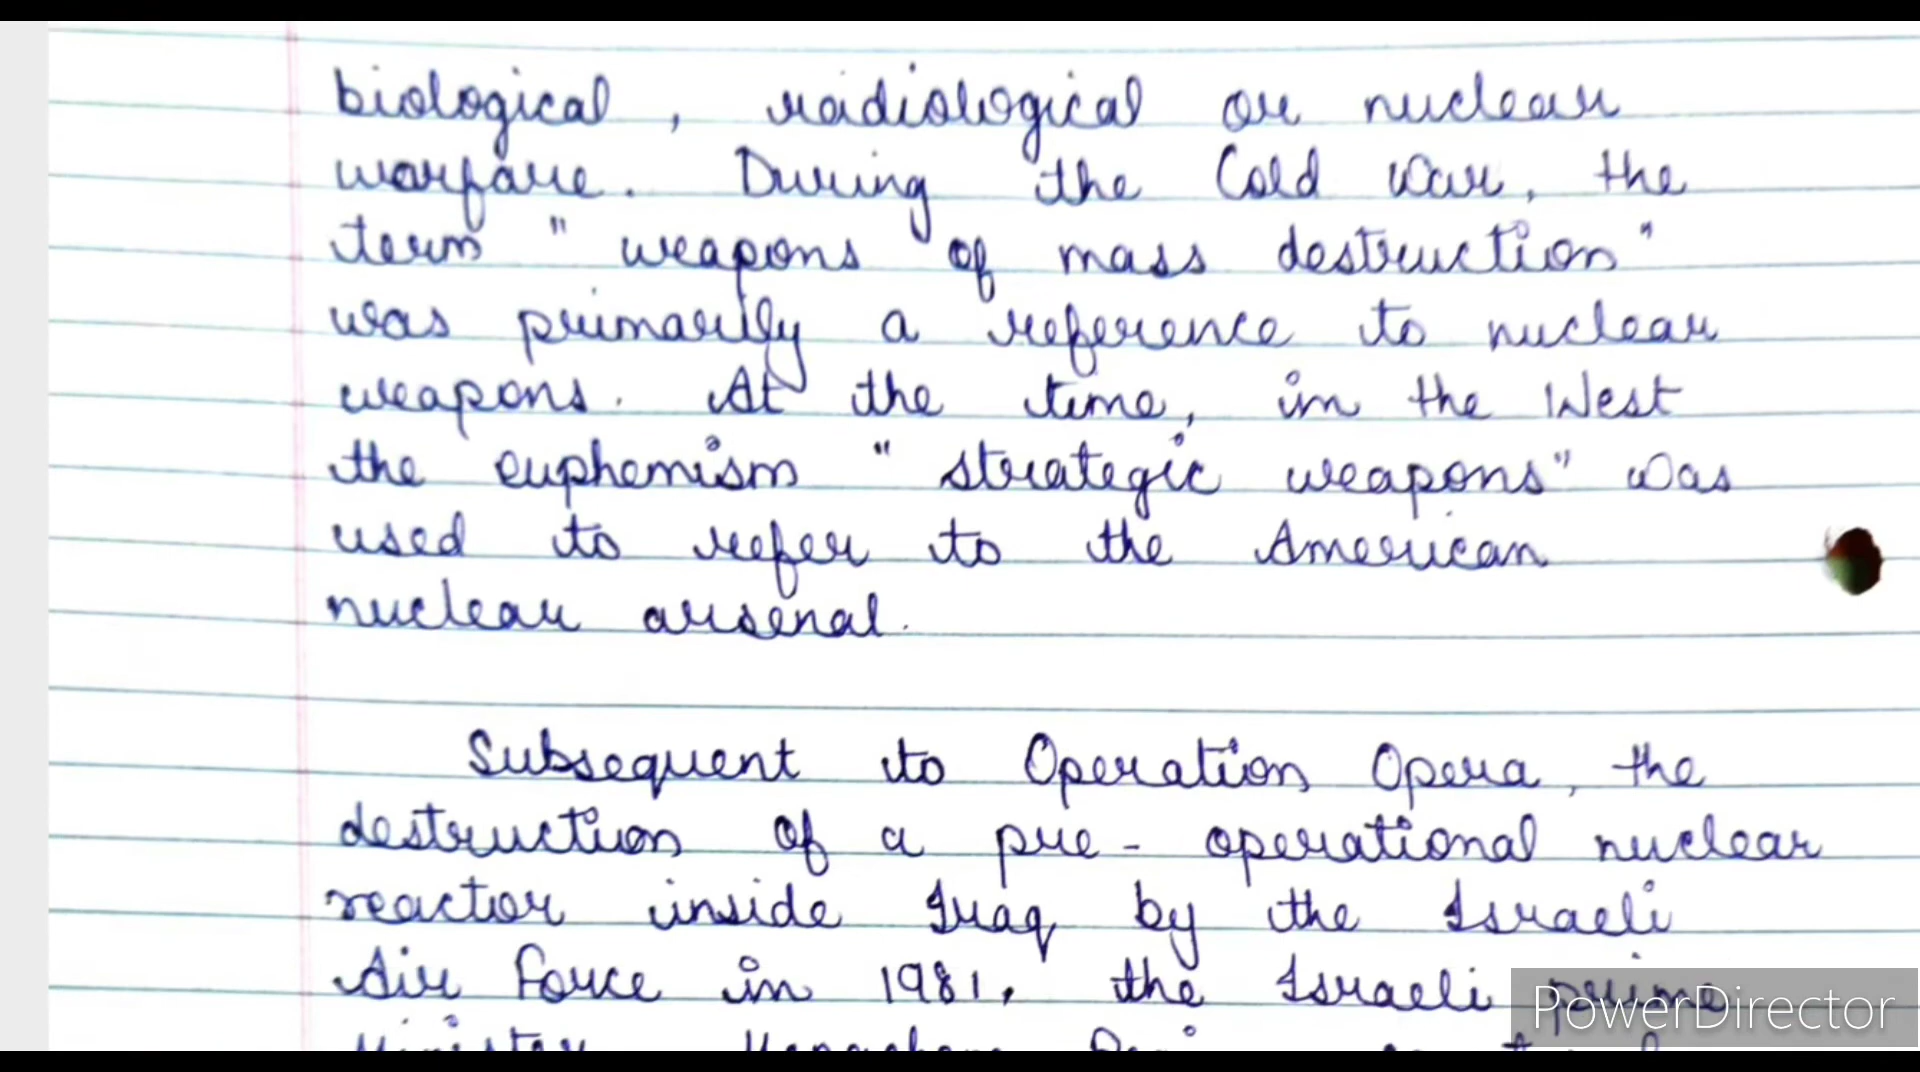 biological, radiological or nuclear
warfare. During the Cold War, the
term "weapons of mass destruction"
was primarily a reference to nuclear
weapons. At the time, in the West
the euphemism "strategic weapons" was
used to refer to the American
nuclear arsenal.
Subsequent to Operation Opera, the
destruction of a pre-operational nuclear
reactor inside Iraq by the Israeli
Air Force in 1981, the Israeli prime
PowerDirector